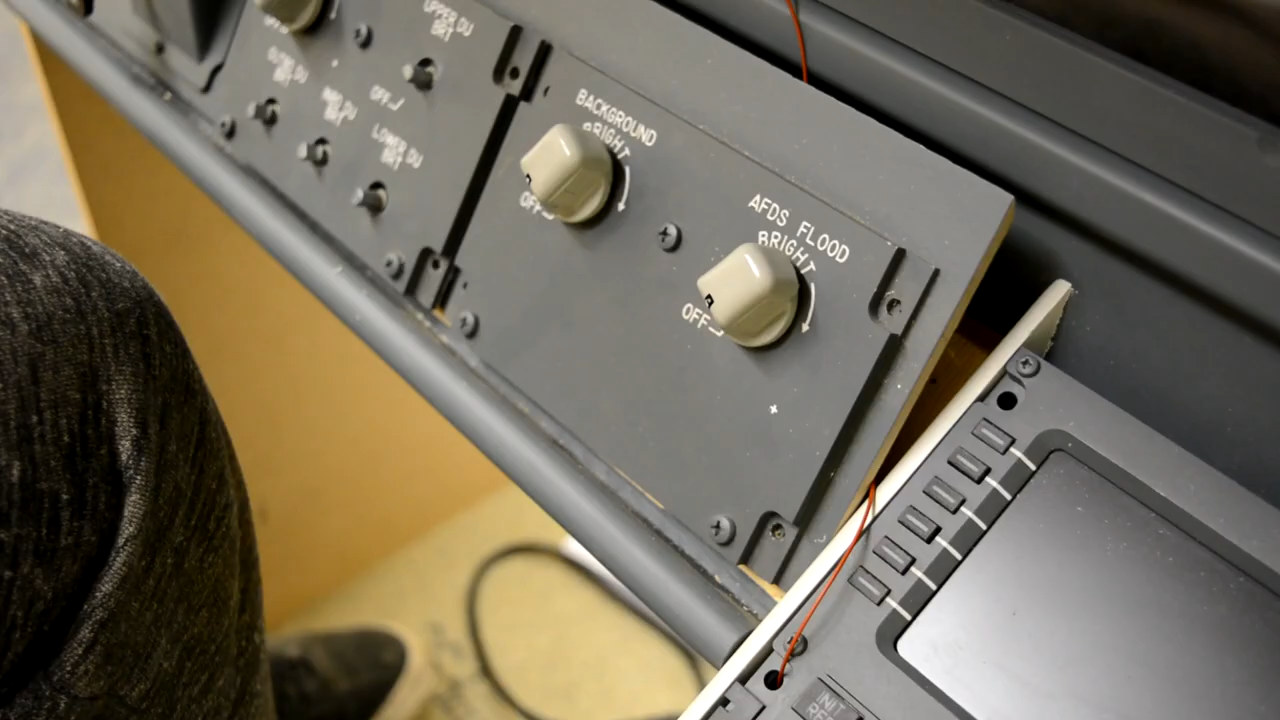 UPPER DU
BRT
OUTBD DU
BRT
INBD DU
BRT
OFF
LOWER DU
BRT
BACKGROUND
BRIGHT
OFF
AFDS FLOOD
BRIGHT
OFF
INIT
REF